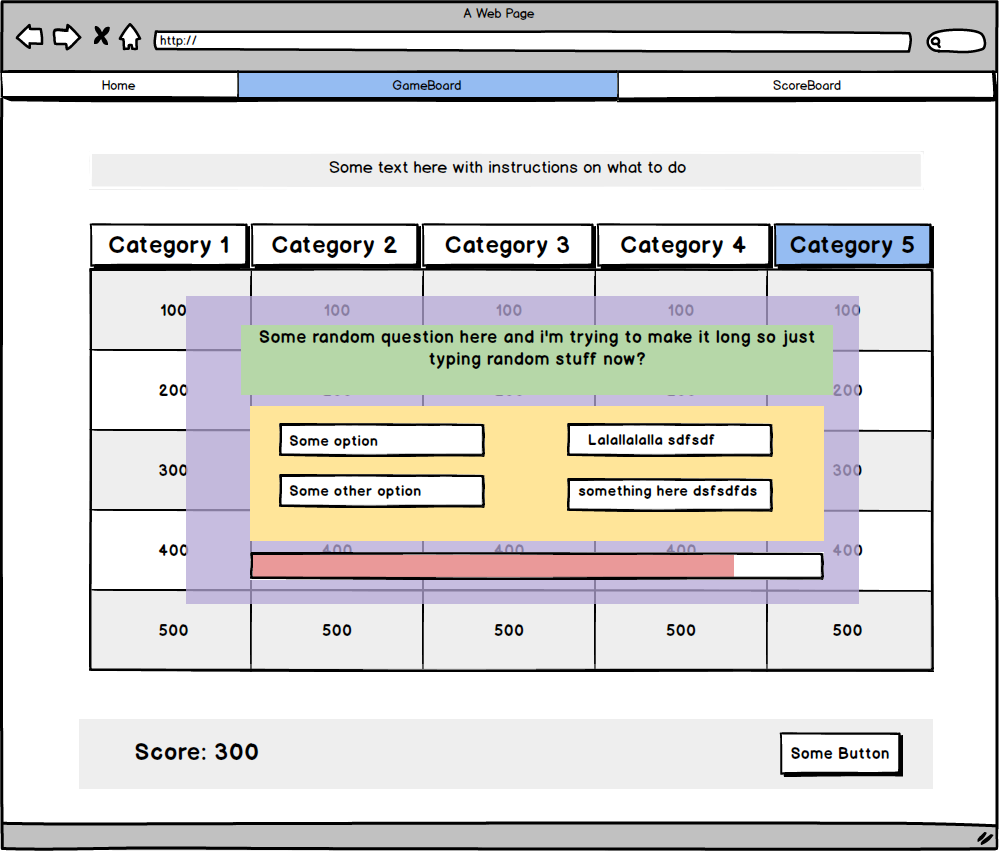 A Web Page
http://
Home GameBoard ScoreBoard
Some text here with instructions on what to do
Category 1 Category 2 Category 3 Category 4 Category 5
100 100 100 100 100
Some random question here and i'm trying to make it long so just
typing random stuff now?
200 200
Some option Lalallalalla sdfsdf
300 300
Some other option something here dsfsdfds
400 400 400 400 400
500 500 500 500 500
Score: 300 Some Button